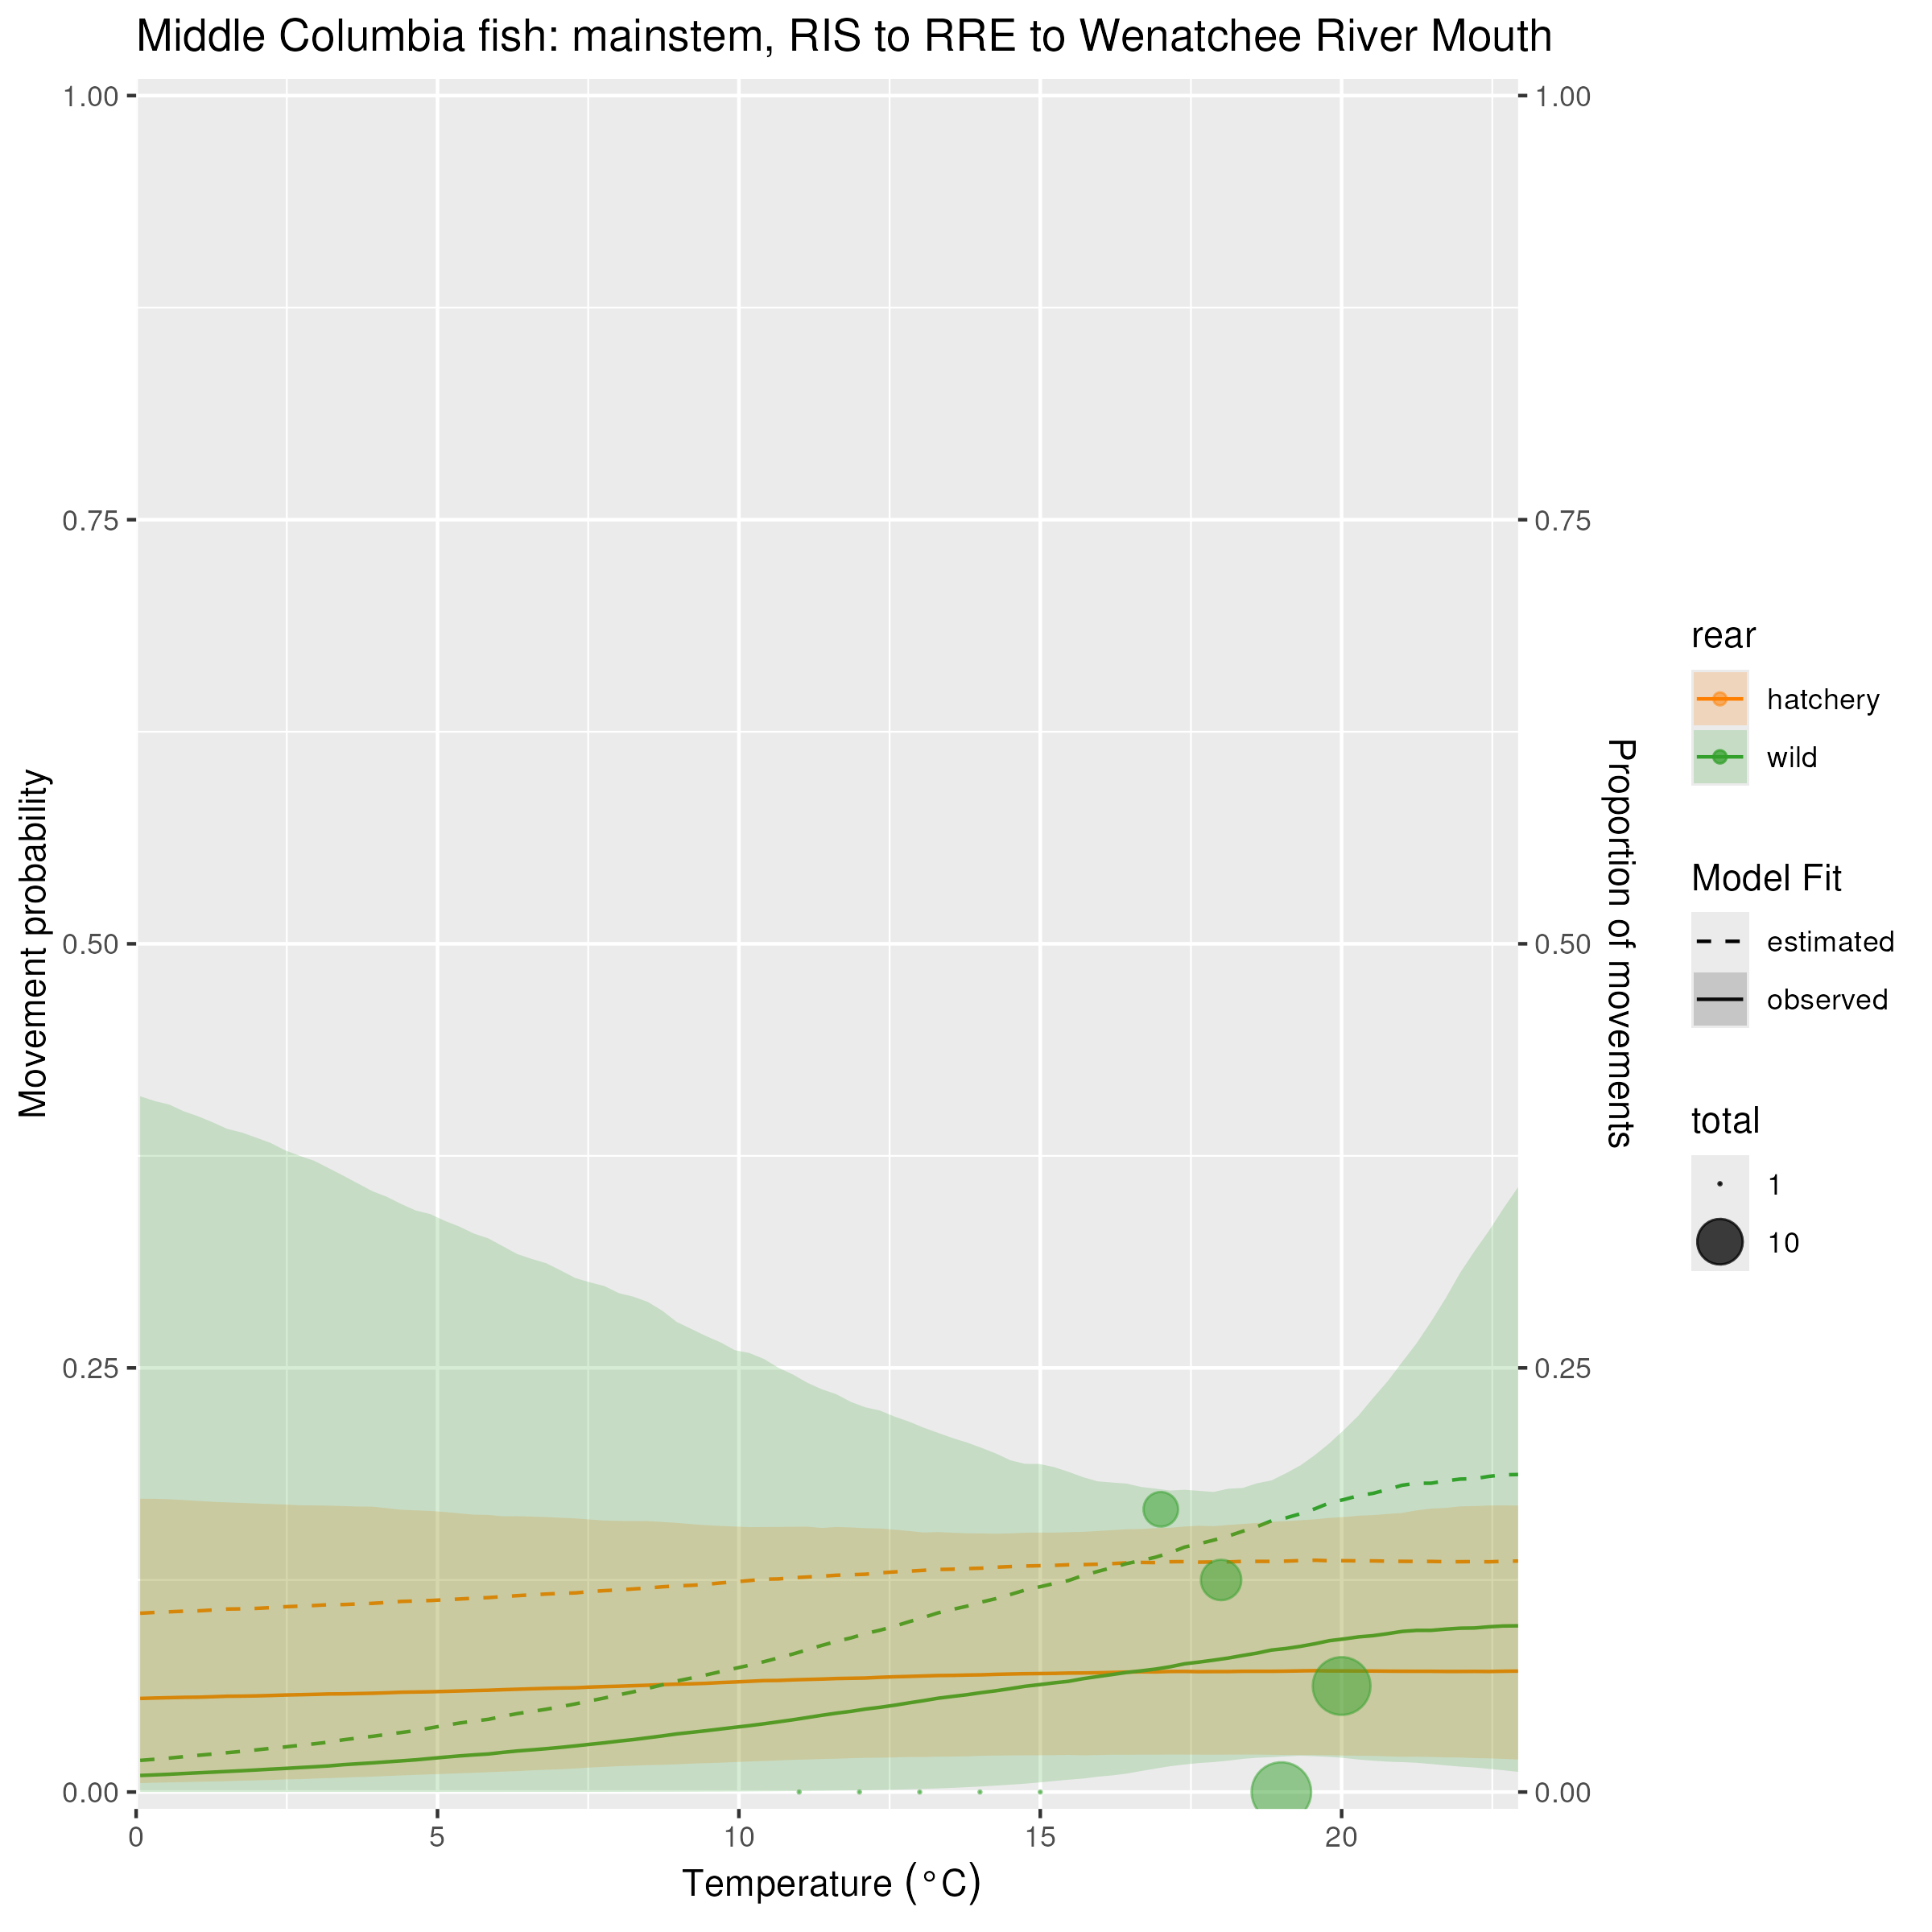 Middle Columbia fish: mainstem, RIS to RRE to Wenatchee River Mouth
Movement probability
1.00
0.75
0.50
0.25
0.00
1.00
0.75
0.50
0.25
0.00
Proportion of movements
0
5
10
15
20
Temperature (°C)
rear
hatchery
wild
Model Fit
estimated
observed
total
1
10